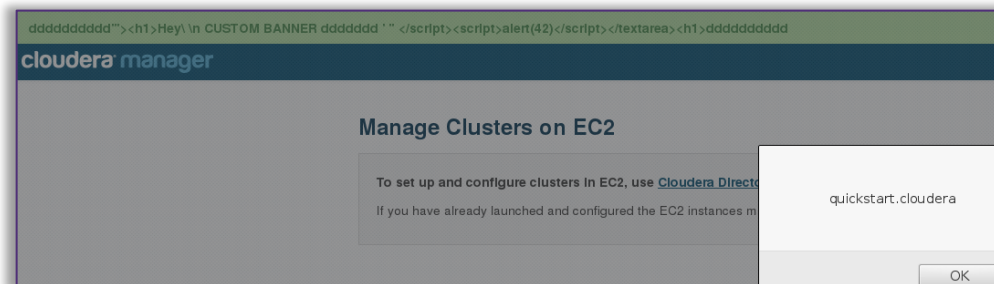 dddddddddd"'><h1>Hey\ \n CUSTOM BANNER ddddddd ' " </script><script>alert(42)</script></textarea><h1>dddddddddd
cloudera manager
Manage Clusters on EC2
To set up and configure clusters in EC2, use Cloudera Directo
If you have already launched and configured the EC2 instances m
quickstart.cloudera
OK